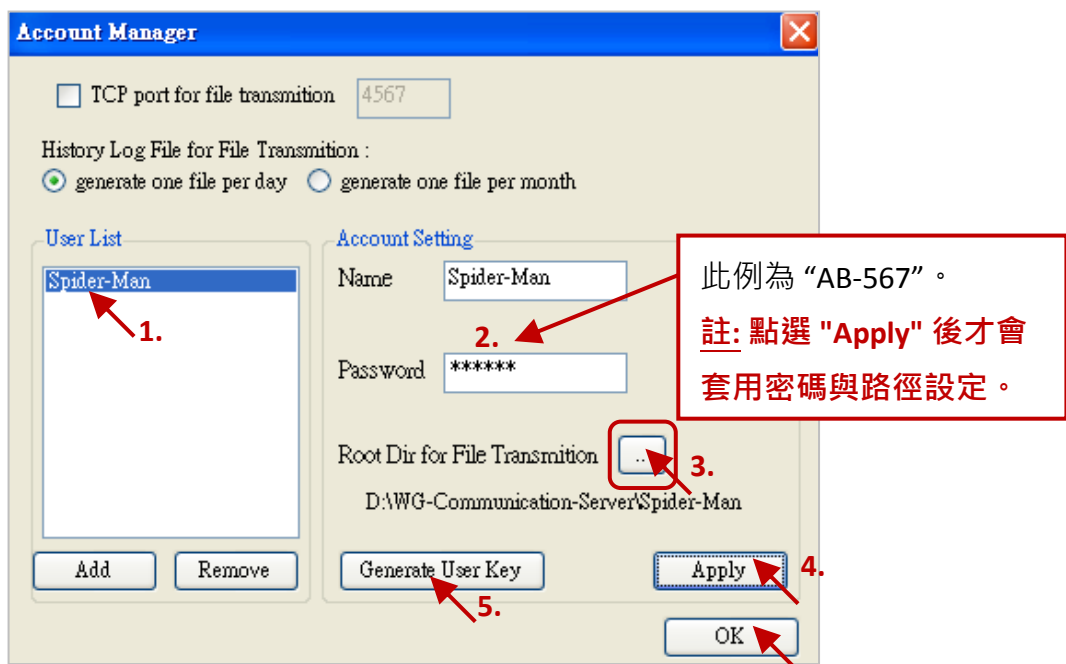 Account Manager
TCP port for file transmition 4567
History Log File for File Transmition :
generate one file per day generate one file per month
User List
Spider-Man
1.
Account Setting
Name Spider-Man
2.
Password ******
此例為 “AB-567”。
註: 點選 "Apply" 後才會
套用密碼與路徑設定。
Root Dir for File Transmition ..
3.
D:\WG-Communication-Server\Spider-Man
Add Remove Generate User Key Apply
4.
5.
OK